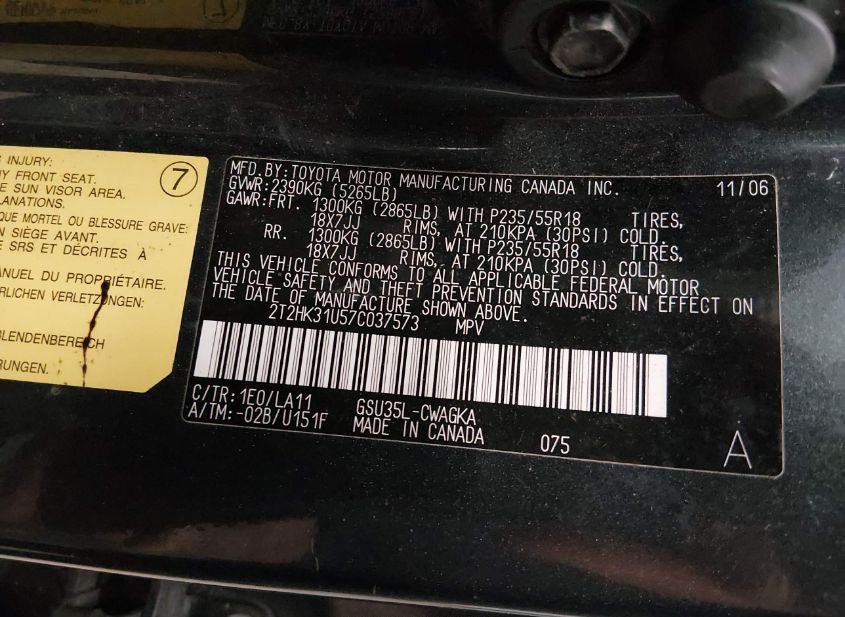 INJURY:
FRONT SEAT.
SUN VISOR AREA.
7
QUE MORTEL OU BLESSURE GRAVE:
SIÈGE AVANT.
SRS ET DÉCRITES À
MANUEL DU PROPRIÉTAIRE.
VERLETZUNGEN:
MFD.BY:TOYOTA MOTOR MANUFACTURING CANADA INC. 11/06
GVWR:2390KG (5265LB)
GAWR:FRT. 1300KG (2865LB) WITH P235/55R18 TIRES,
18X7JJ RIMS, AT 210KPA (30PSI) COLD.
RR. 1300KG (2865LB) WITH P235/55R18 TIRES,
18X7JJ RIMS, AT 210KPA (30PSI) COLD.
THIS VEHICLE CONFORMS TO ALL APPLICABLE FEDERAL MOTOR
VEHICLE SAFETY AND THEFT PREVENTION STANDARDS IN EFFECT ON
THE DATE OF MANUFACTURE SHOWN ABOVE.
2T2HK31U57C037573 MPV
C/TR:1E0/LA11 GSU35L-CWAGKA
A/TM:-02B/U151F MADE IN CANADA 075 A